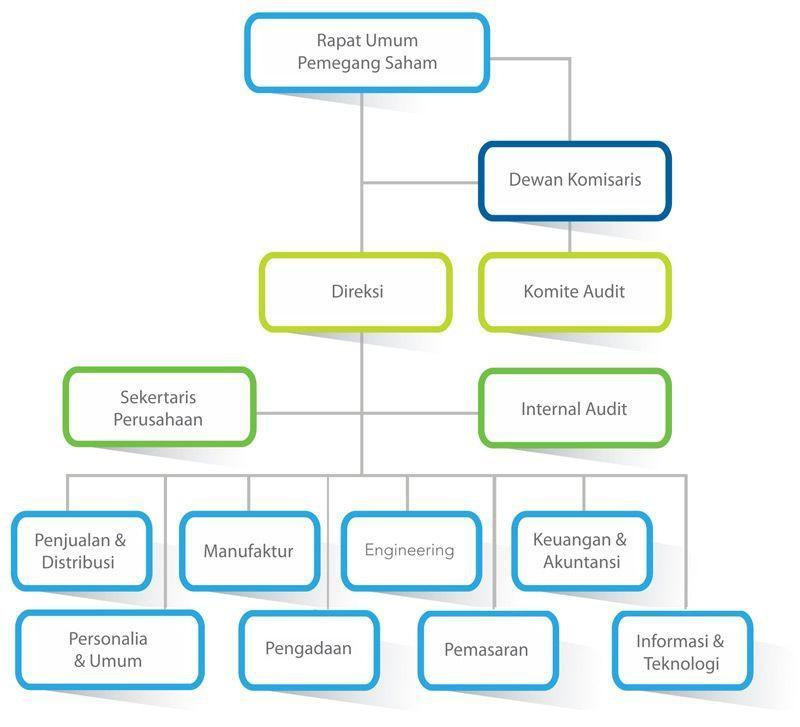 Rapat Umum
Pemegang Saham
Dewan Komisaris
Direksi
Komite Audit
Sekertaris
Perusahaan
Internal Audit
Penjualan &
Distribusi
Manufaktur
Engineering
Keuangan &
Akuntansi
Personalia
& Umum
Pengadaan
Pemasaran
Informasi &
Teknologi